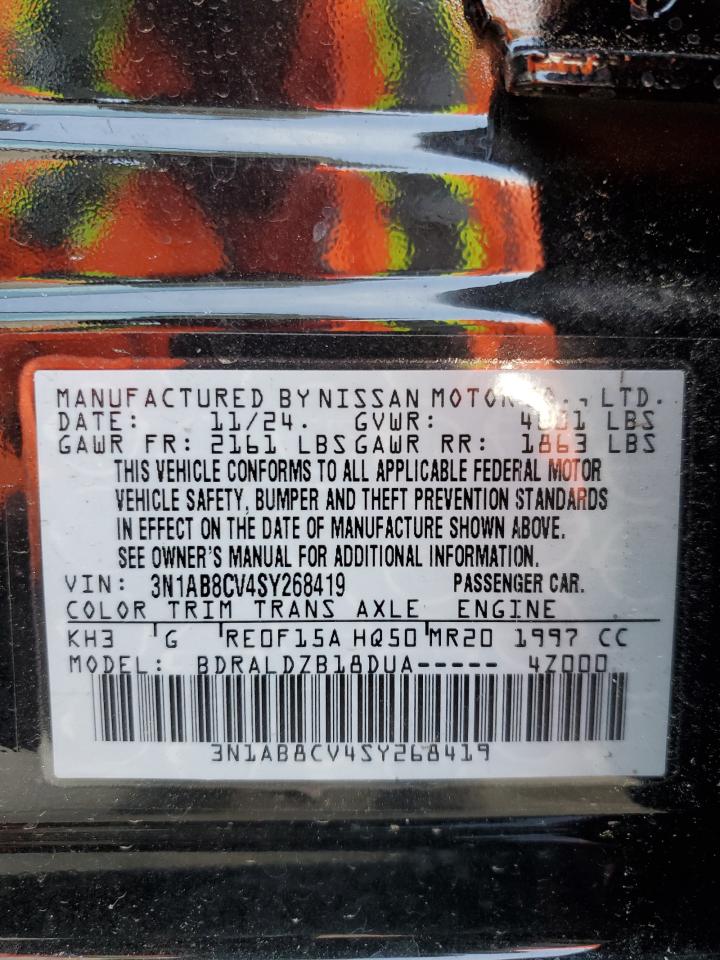 MANUFACTURED BY NISSAN MOTOR , LTD.
DATE: 11/24. GVWR: LBS
GAWR FR: 2161 LBS GAWR RR: 1863 LBS
THIS VEHICLE CONFORMS TO ALL APPLICABLE FEDERAL MOTOR
VEHICLE SAFETY, BUMPER AND THEFT PREVENTION STANDARDS
IN EFFECT ON THE DATE OF MANUFACTURE SHOWN ABOVE.
SEE OWNER'S MANUAL FOR ADDITIONAL INFORMATION.
VIN: 3N1AB8CV4SY268419 PASSENGER CAR.
COLOR TRIM TRANS AXLE ENGINE
KH3 G RE0F15A HQ50 MR20 1997 CC
MODEL: BDRALDZB18DUA----- 4Z000
3N1AB8CV4SY268419